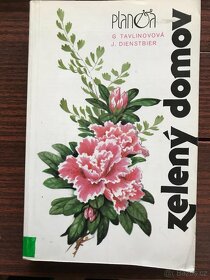 Planeta
G TAVLINOVOVÁ
J. DIENSTBIER
zelený domov